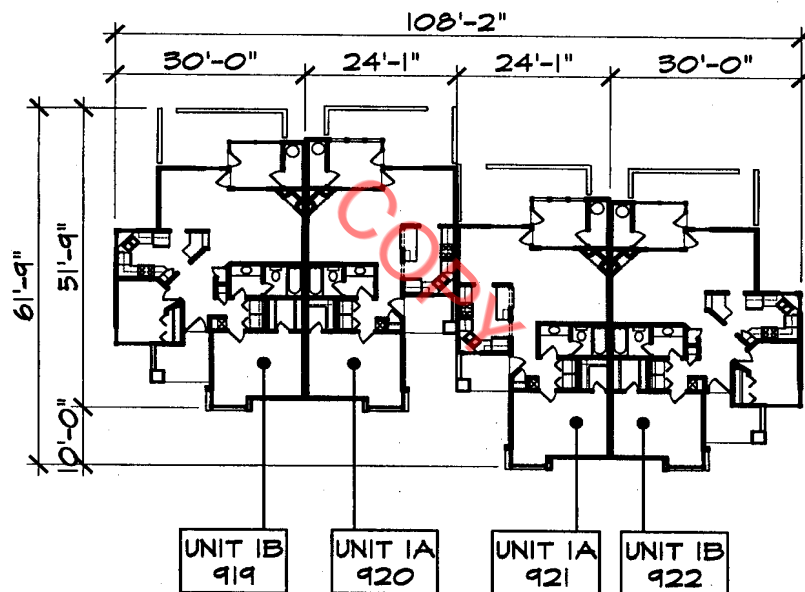 108'-2"
30'-0" 24'-1" 24'-1" 30'-0"
61'-9"
51'-9"
10'-0"
COPY
UNIT 1B
919
UNIT 1A
920
UNIT 1A
921
UNIT 1B
922